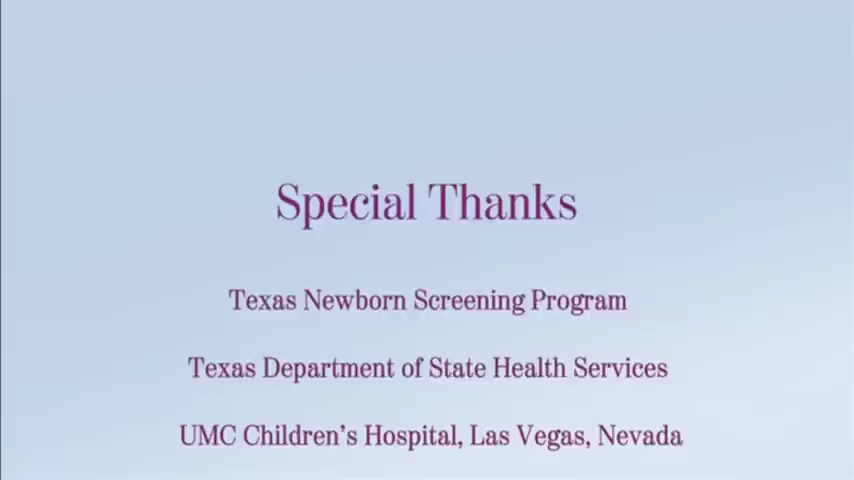 Special Thanks
Texas Newborn Screening Program
Texas Department of State Health Services
UMC Children’s Hospital, Las Vegas, Nevada